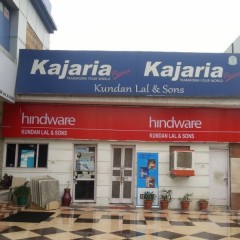 Kajaria Kajaria
Kundan Lal & Sons
hindware hindware
KUNDAN LAL & SONS KUNDAN LAL & SONS